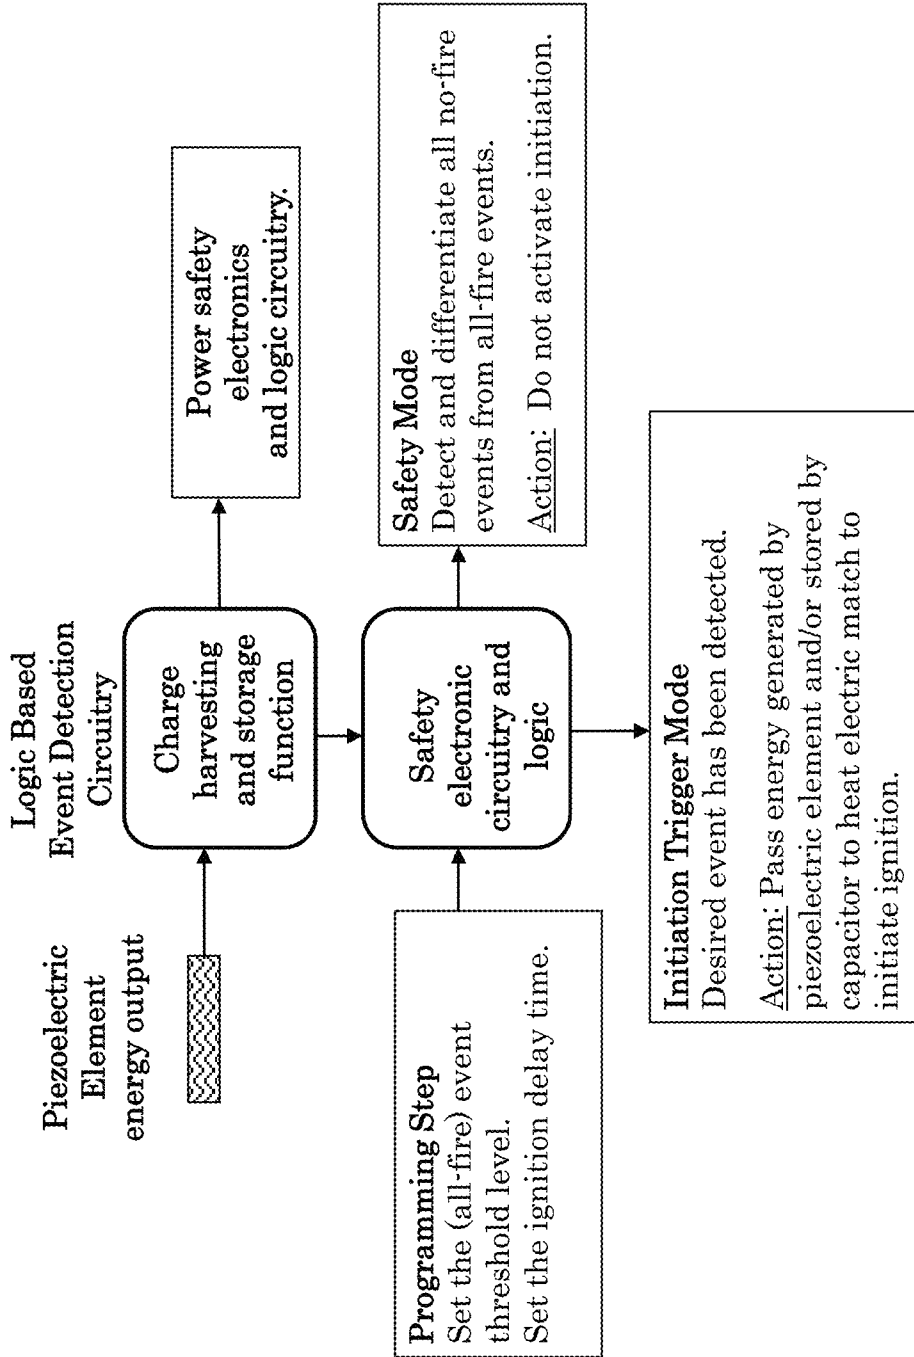 Piezoelectric
Element
energy output
Logic Based
Event Detection
Circuitry
Charge
harvesting
and storage
function
Power safety
electronics
and logic circuitry.
Programming Step
Set the (all-fire) event
threshold level.
Set the ignition delay time.
Safety
electronic
circuitry and
logic
Safety Mode
Detect and differentiate all no-fire
events from all-fire events.
Action: Do not activate initiation.
Initiation Trigger Mode
Desired event has been detected.
Action: Pass energy generated by
piezoelectric element and/or stored by
capacitor to heat electric match to
initiate ignition.